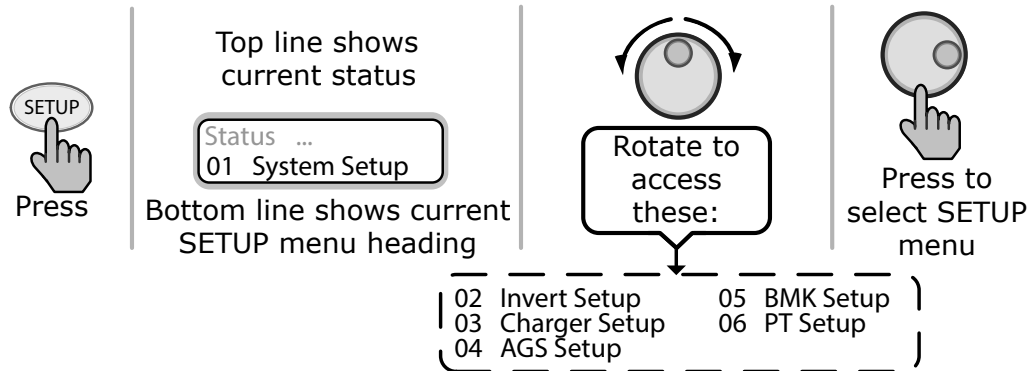 SETUP
Press
Top line shows
current status
Status ...
01 System Setup
Bottom line shows current
SETUP menu heading
Rotate to
access
these:
02 Invert Setup
03 Charger Setup
04 AGS Setup
05 BMK Setup
06 PT Setup
Press to
select SETUP
menu